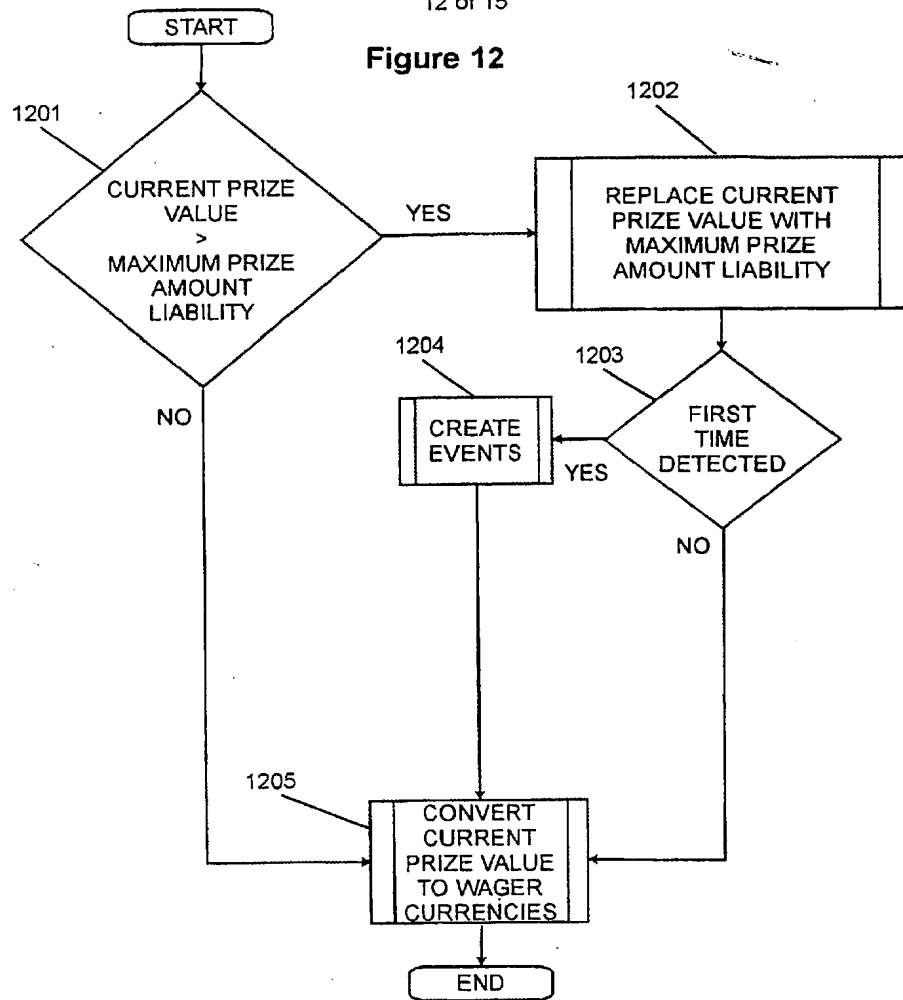 12 of 15
START
Figure 12
1201
1202
CURRENT PRIZE
VALUE
>
MAXIMUM PRIZE
AMOUNT
LIABILITY
YES
REPLACE CURRENT
PRIZE VALUE WITH
MAXIMUM PRIZE
AMOUNT LIABILITY
1204
1203
NO
CREATE
EVENTS
YES
FIRST
TIME
DETECTED
NO
1205
CONVERT
CURRENT
PRIZE VALUE
TO WAGER
CURRENCIES
END